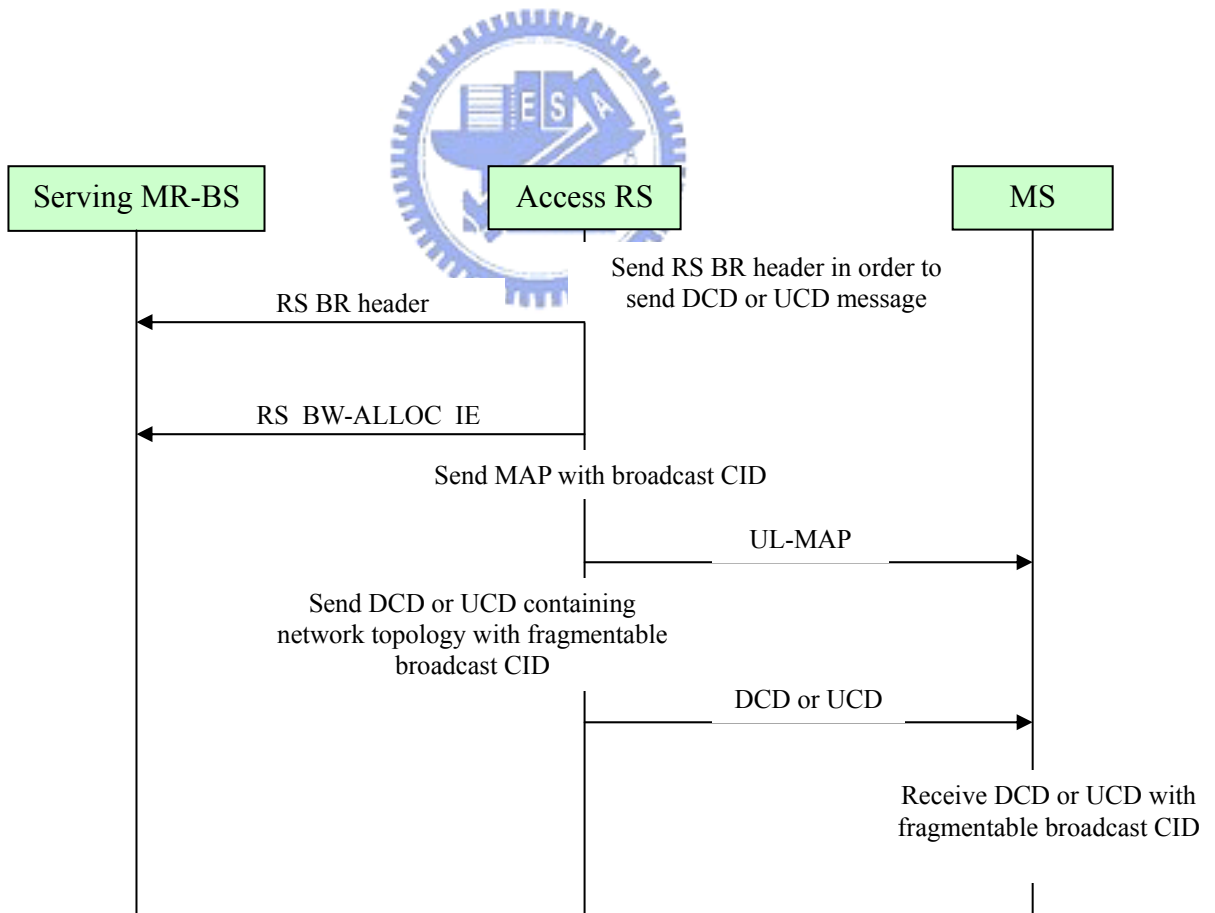 ESA
Serving MR-BS
Access RS
MS
Send RS BR header in order to
send DCD or UCD message
RS BR header
RS BW-ALLOC IE
Send MAP with broadcast CID
UL-MAP
Send DCD or UCD containing
network topology with fragmentable
broadcast CID
DCD or UCD
Receive DCD or UCD with
fragmentable broadcast CID